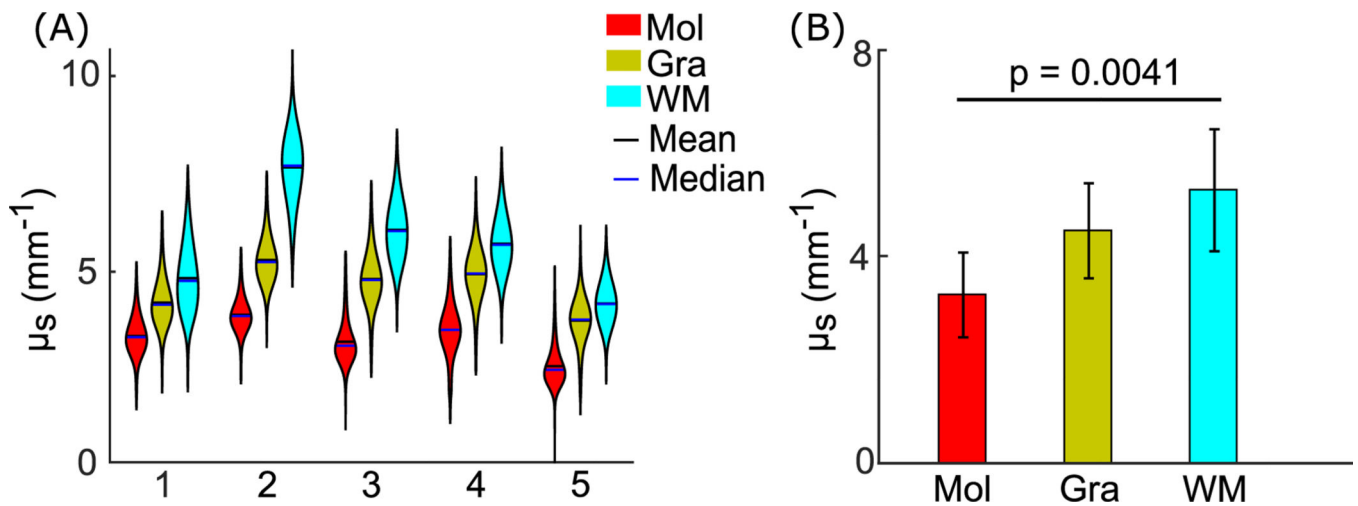 (A)
μs (mm⁻¹)
10
5
0
1 2 3 4 5
Mol
Gra
WM
Mean
Median
(B)
μs (mm⁻¹)
8
4
0
p = 0.0041
Mol Gra WM